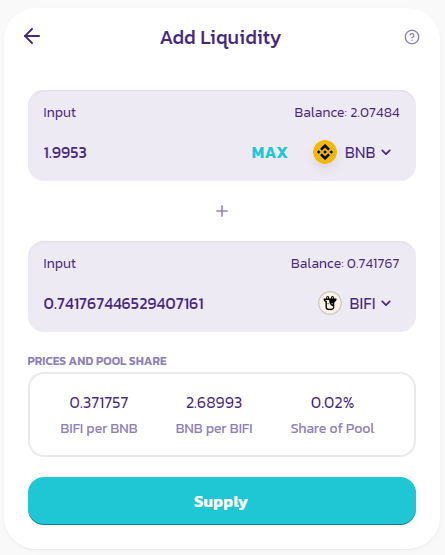 Add Liquidity
Input Balance: 2.07484
1.9953 MAX BNB
+
Input Balance: 0.741767
0.741767446529407161 BIFI
PRICES AND POOL SHARE
0.371757 2.68993 0.02%
BIFI per BNB BNB per BIFI Share of Pool
Supply